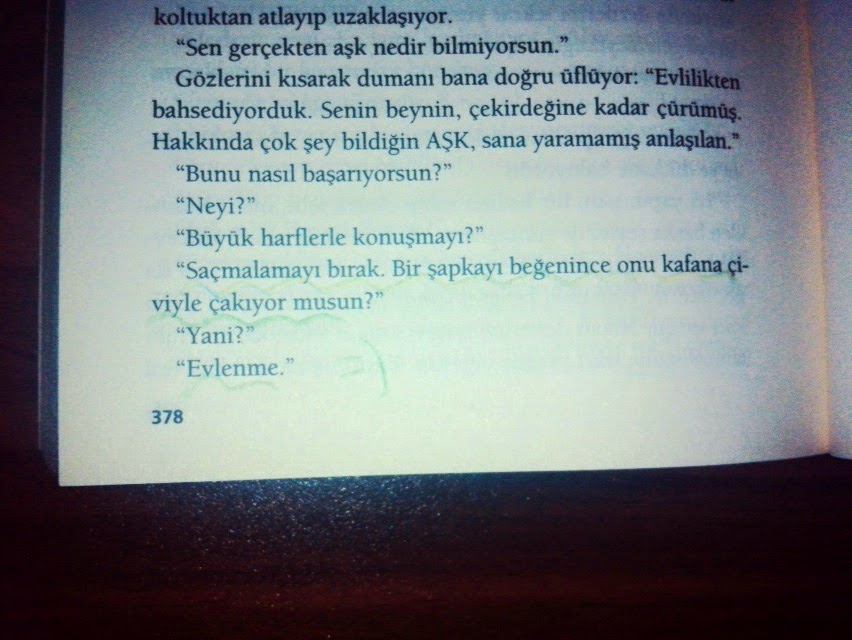 koltuktan atlayıp uzaklaşıyor.
“Sen gerçekten aşk nedir bilmiyorsun.”
Gözlerini kısarak dumanı bana doğru üflüyor: “Evlilikten
bahsediyorduk. Senin beynin, çekirdeğine kadar çürümüş.
Hakkında çok şey bildiğin AŞK, sana yaramamış anlaşılan.”
“Bunu nasıl başarıyorsun?”
“Neyi?”
“Büyük harflerle konuşmayı?”
“Saçmalamayı bırak. Bir şapkayı beğenince onu kafana çi-
viyle çakıyor musun?”
“Yani?”
“Evlenme.”
378